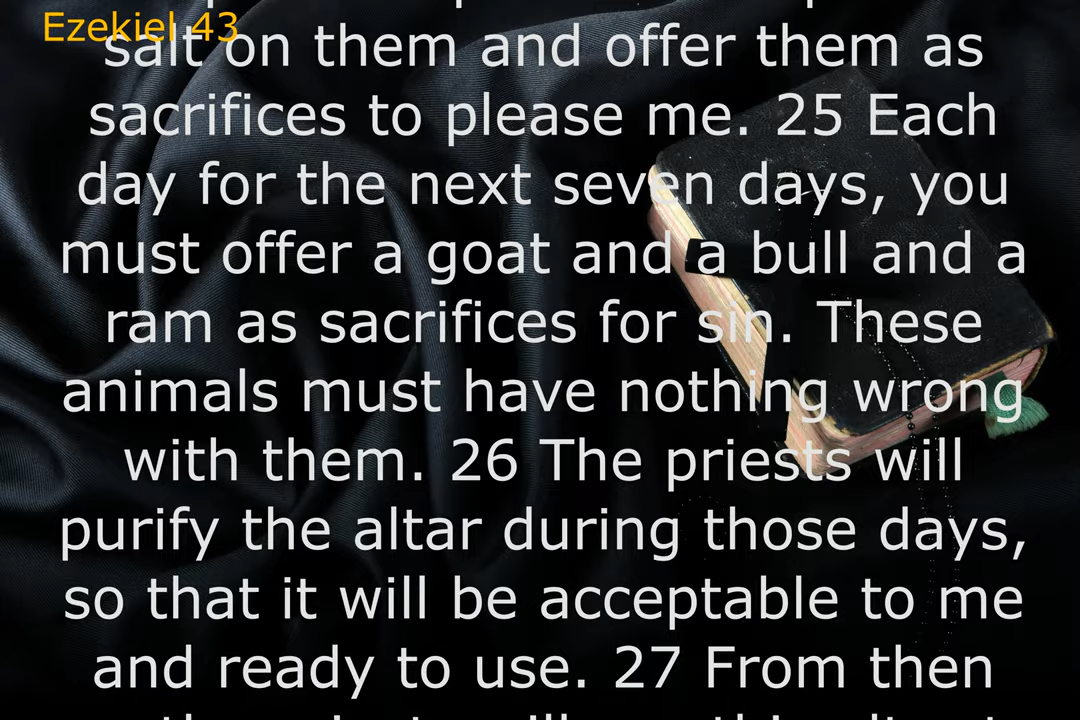 Ezekiel 43
salt on them and offer them as
sacrifices to please me. 25 Each
day for the next seven days, you
must offer a goat and a bull and a
ram as sacrifices for sin. These
animals must have nothing wrong
with them. 26 The priests will
purify the altar during those days,
so that it will be acceptable to me
and ready to use. 27 From then